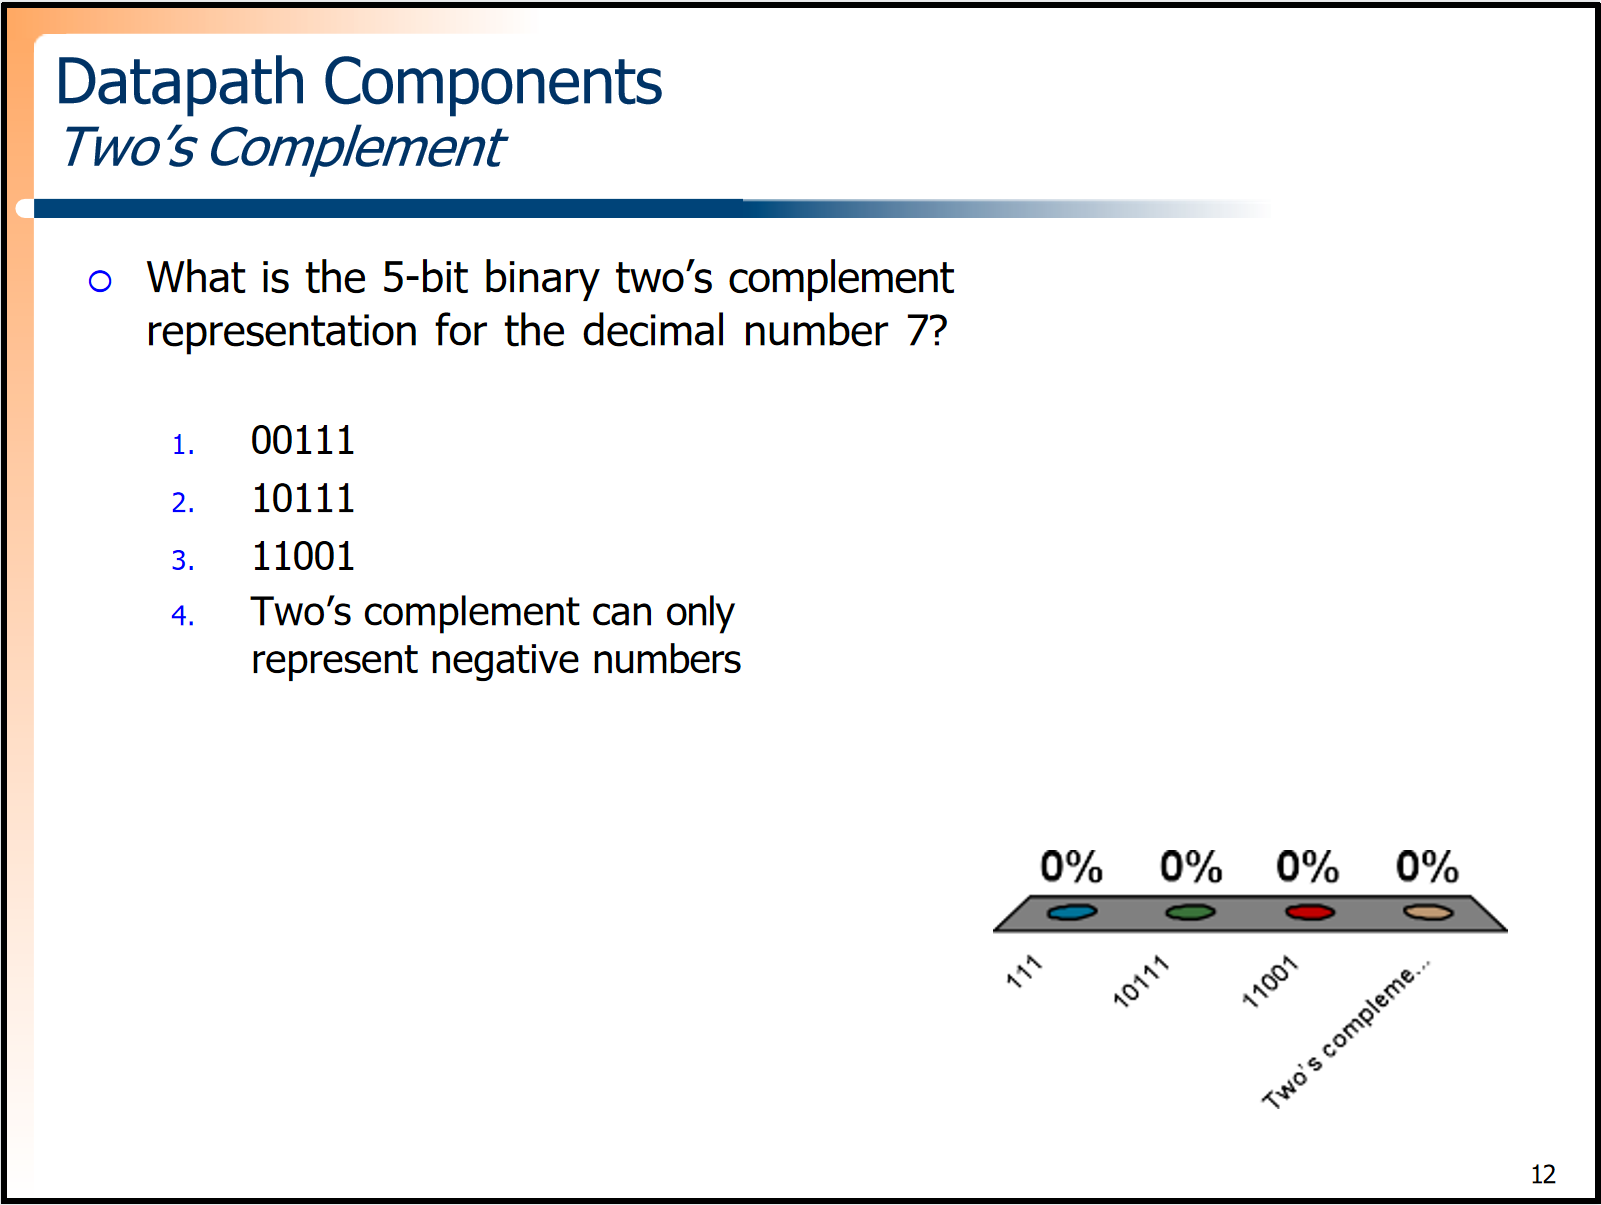 Datapath Components
Two’s Complement
What is the 5-bit binary two’s complement
representation for the decimal number 7?
1. 00111
2. 10111
3. 11001
4. Two’s complement can only
represent negative numbers
0% 0% 0% 0%
111 10111 11001 Two’s compleme...
12